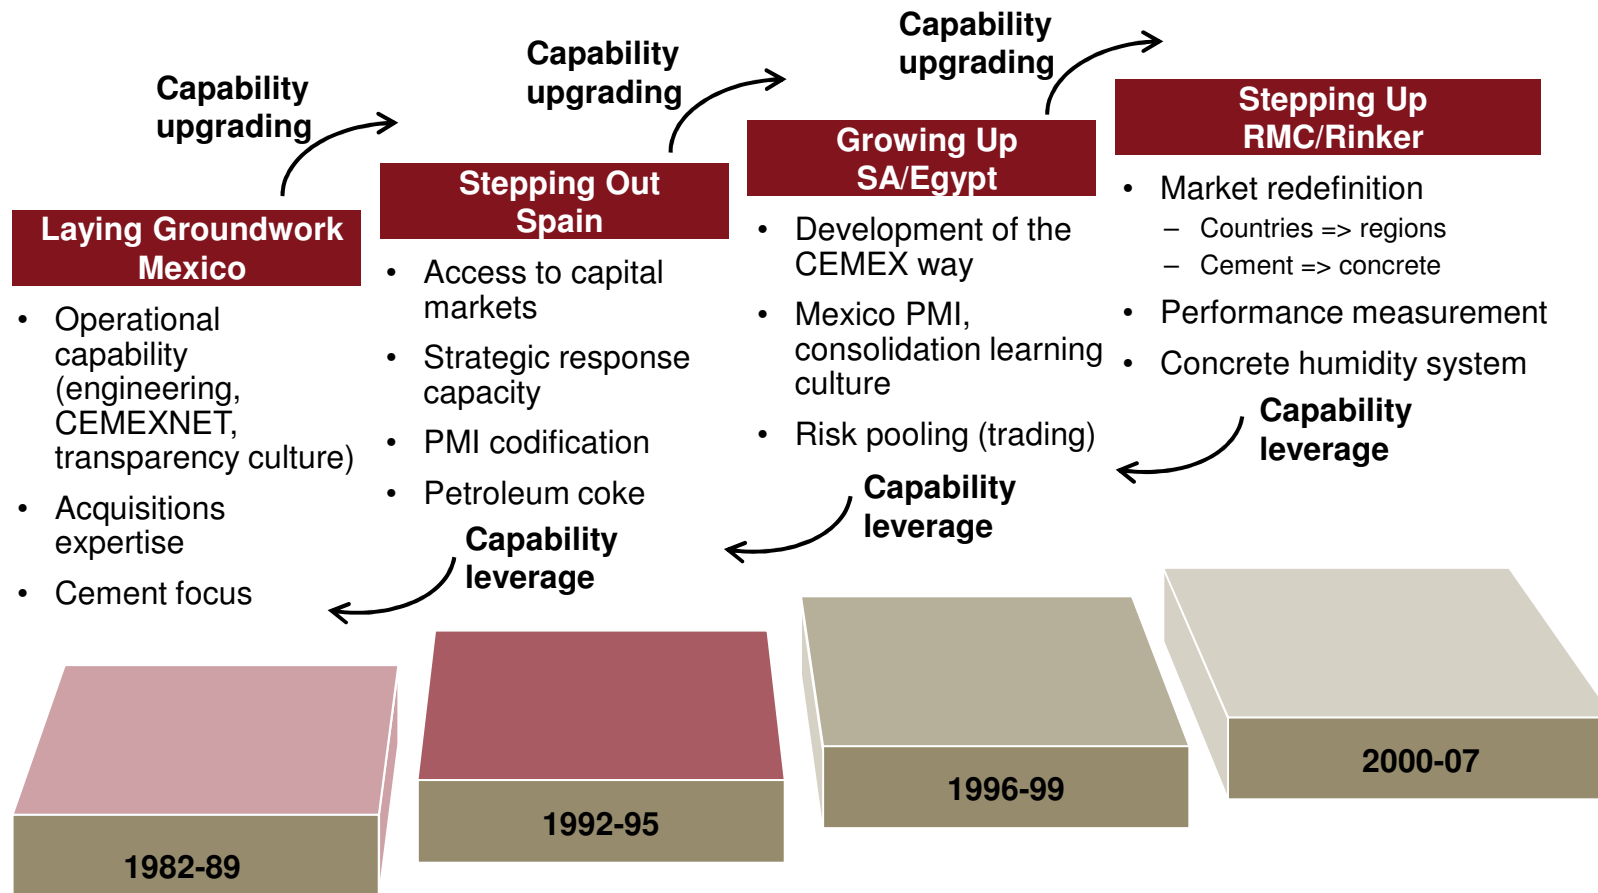 Capability
upgrading
Laying Groundwork
Mexico
• Operational
capability
(engineering,
CEMEXNET,
transparency culture)
• Acquisitions
expertise
• Cement focus
1982-89
Capability
upgrading
Stepping Out
Spain
• Access to capital
markets
• Strategic response
capacity
• PMI codification
• Petroleum coke
Capability
leverage
1992-95
Capability
upgrading
Growing Up
SA/Egypt
• Development of the
CEMEX way
• Mexico PMI,
consolidation learning
culture
• Risk pooling (trading)
Capability
leverage
1996-99
Stepping Up
RMC/Rinker
• Market redefinition
– Countries => regions
– Cement => concrete
• Performance measurement
• Concrete humidity system
Capability
leverage
2000-07